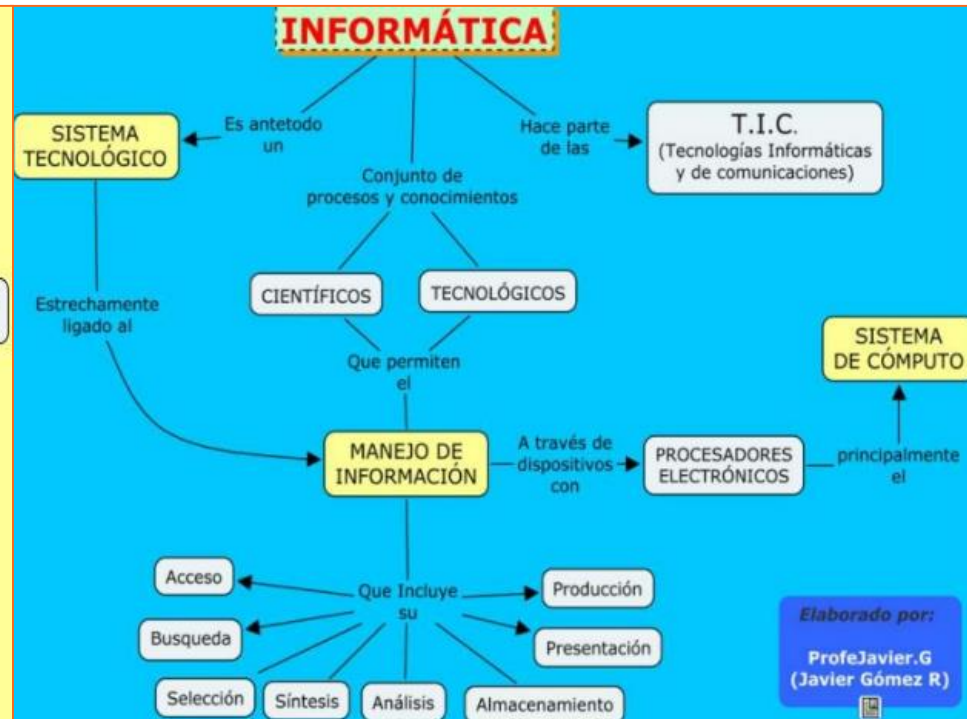 INFORMÁTICA
Es antetodo
un
SISTEMA
TECNOLÓGICO
Hace parte
de las
T.I.C.
(Tecnologías Informáticas
y de comunicaciones)
Conjunto de
procesos y conocimientos
CIENTÍFICOS
TECNOLÓGICOS
Estrechamente
ligado al
Que permiten
el
MANEJO DE
INFORMACIÓN
A través de
dispositivos
con
PROCESADORES
ELECTRÓNICOS
principalmente
el
SISTEMA
DE CÓMPUTO
Que Incluye
su
Acceso
Busqueda
Selección
Síntesis
Análisis
Almacenamiento
Presentación
Producción
Elaborado por:
ProfeJavier.G
(Javier Gómez R)